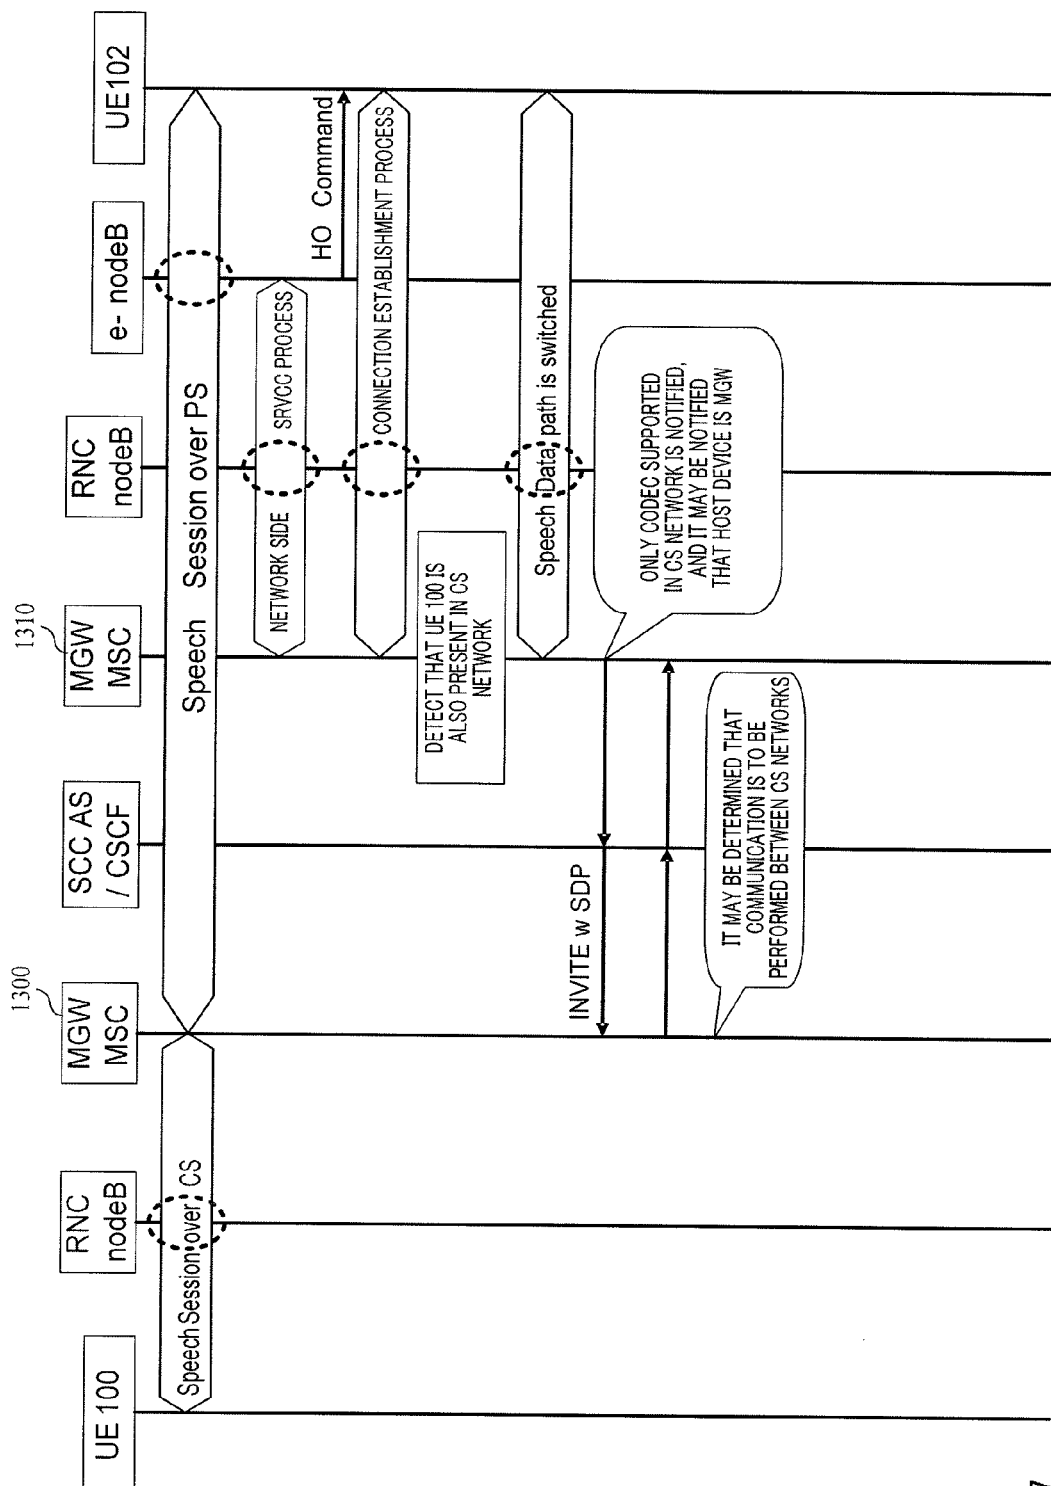 UE 100
RNC
nodeB
1300
MGW
MSC
SCC AS
/ CSCF
1310
MGW
MSC
RNC
nodeB
e- nodeB
UE102
Speech Session over CS
Speech Session over PS
NETWORK SIDE SRVCC PROCESS
HO Command
CONNECTION ESTABLISHMENT PROCESS
DETECT THAT UE 100 IS
ALSO PRESENT IN CS
NETWORK
Speech Data path is switched
INVITE w SDP
ONLY CODEC SUPPORTED
IN CS NETWORK IS NOTIFIED,
AND IT MAY BE NOTIFIED
THAT HOST DEVICE IS MGW
IT MAY BE DETERMINED THAT
COMMUNICATION IS TO BE
PERFORMED BETWEEN CS NETWORKS